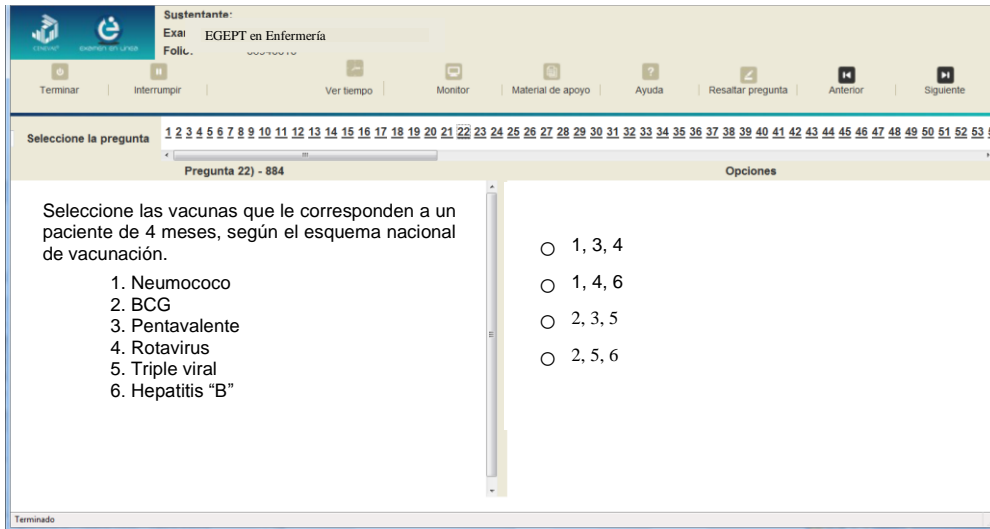 Sustentante:
Exa
EGEPT en Enfermería
Folio.
CENEVAL
examen en línea
Terminar
Interrumpir
Ver tiempo
Monitor
Material de apoyo
Ayuda
Resaltar pregunta
Anterior
Siguiente
Seleccione la pregunta
1 2 3 4 5 6 7 8 9 10 11 12 13 14 15 16 17 18 19 20 21 22 23 24 25 26 27 28 29 30 31 32 33 34 35 36 37 38 39 40 41 42 43 44 45 46 47 48 49 50 51 52 53
Pregunta 22) - 884
Opciones
Seleccione las vacunas que le corresponden a un
paciente de 4 meses, según el esquema nacional
de vacunación.
1. Neumococo
2. BCG
3. Pentavalente
4. Rotavirus
5. Triple viral
6. Hepatitis “B”
1, 3, 4
1, 4, 6
2, 3, 5
2, 5, 6
Terminado